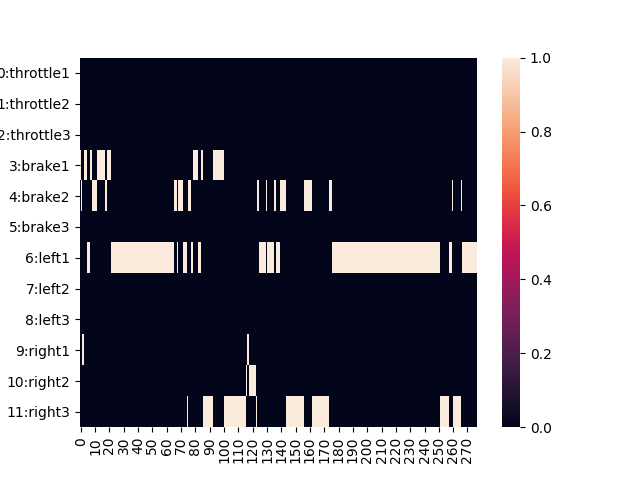 0:throttle1
1:throttle2
2:throttle3
3:brake1
4:brake2
5:brake3
6:left1
7:left2
8:left3
9:right1
10:right2
11:right3
0 10 20 30 40 50 60 70 80 90 100 110 120 130 140 150 160 170 180 190 200 210 220 230 240 250 260 270
1.0
0.8
0.6
0.4
0.2
0.0